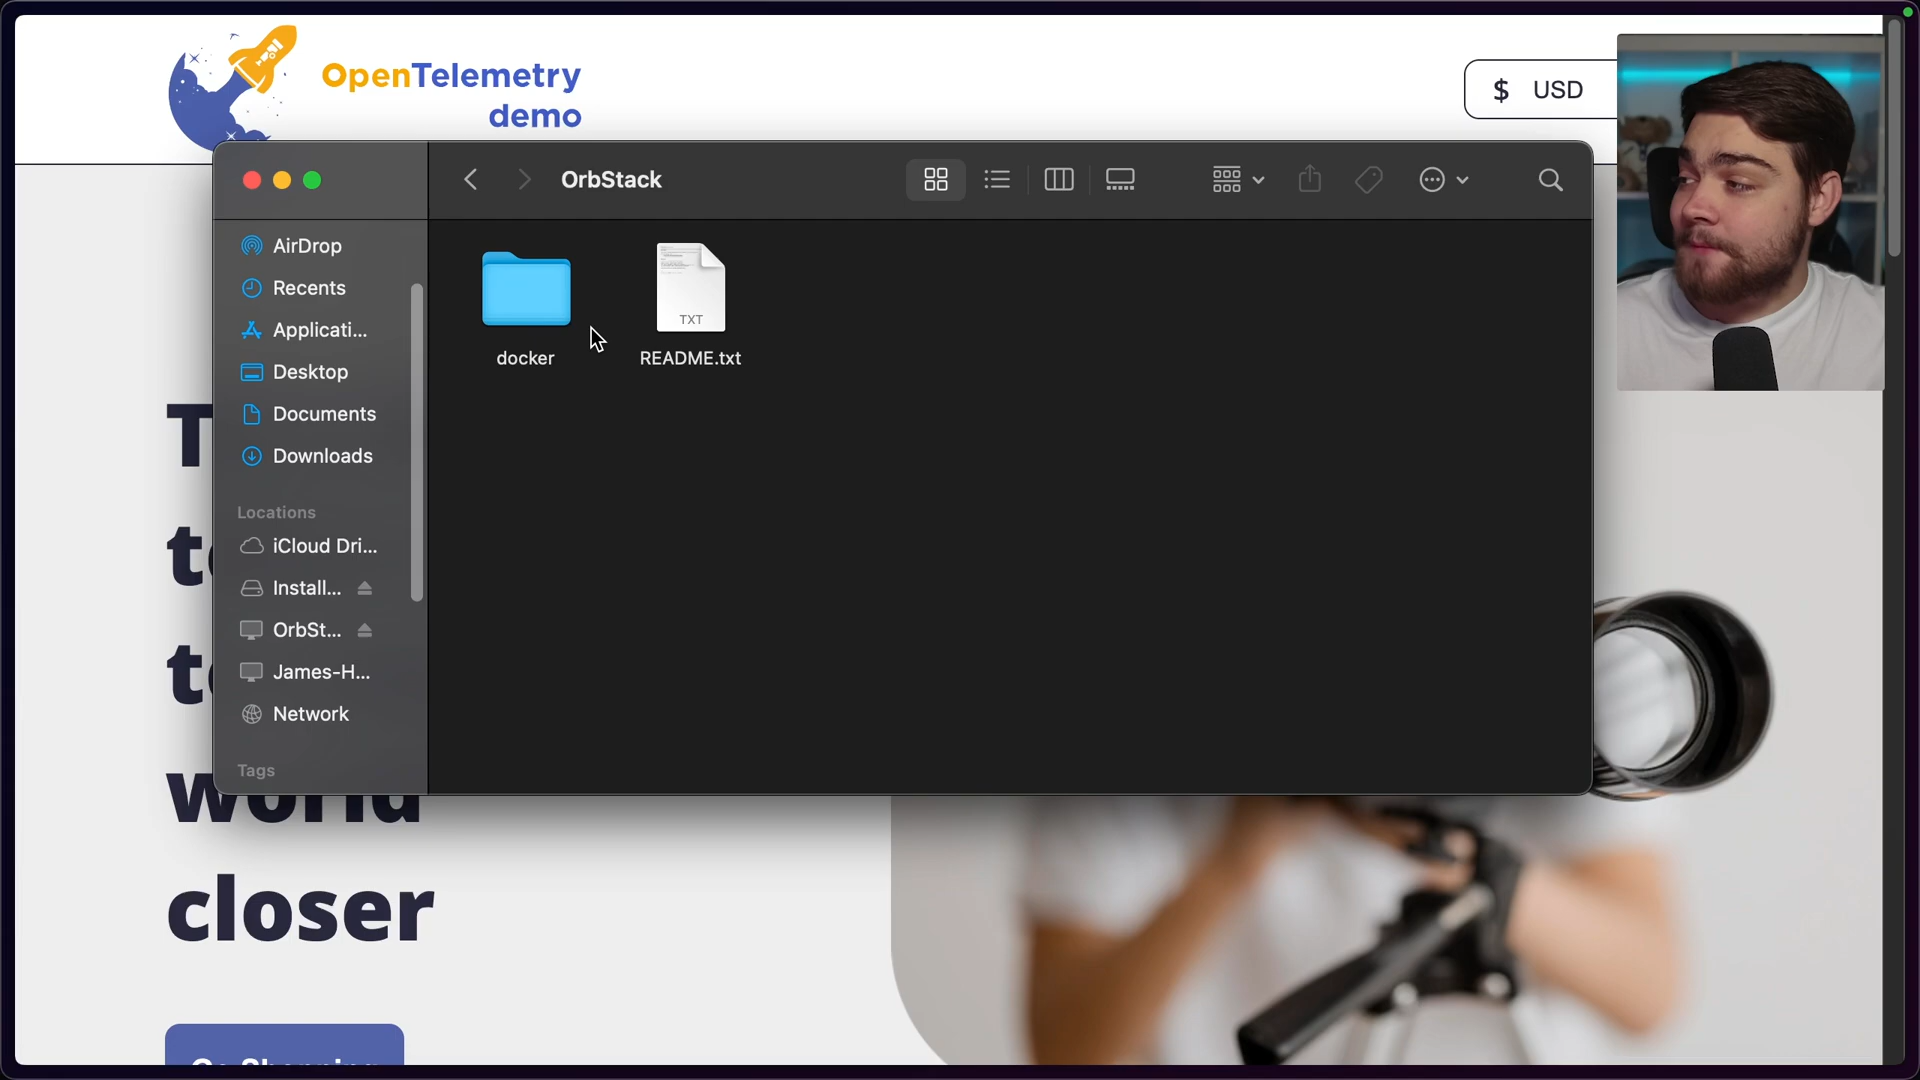 OpenTelemetry
demo
$ USD
OrbStack
AirDrop
Recents
Applicati...
Desktop
Documents
Downloads
Locations
iCloud Dri...
Install...
OrbSt...
James-H...
Network
Tags
docker
TXT
README.txt
closer